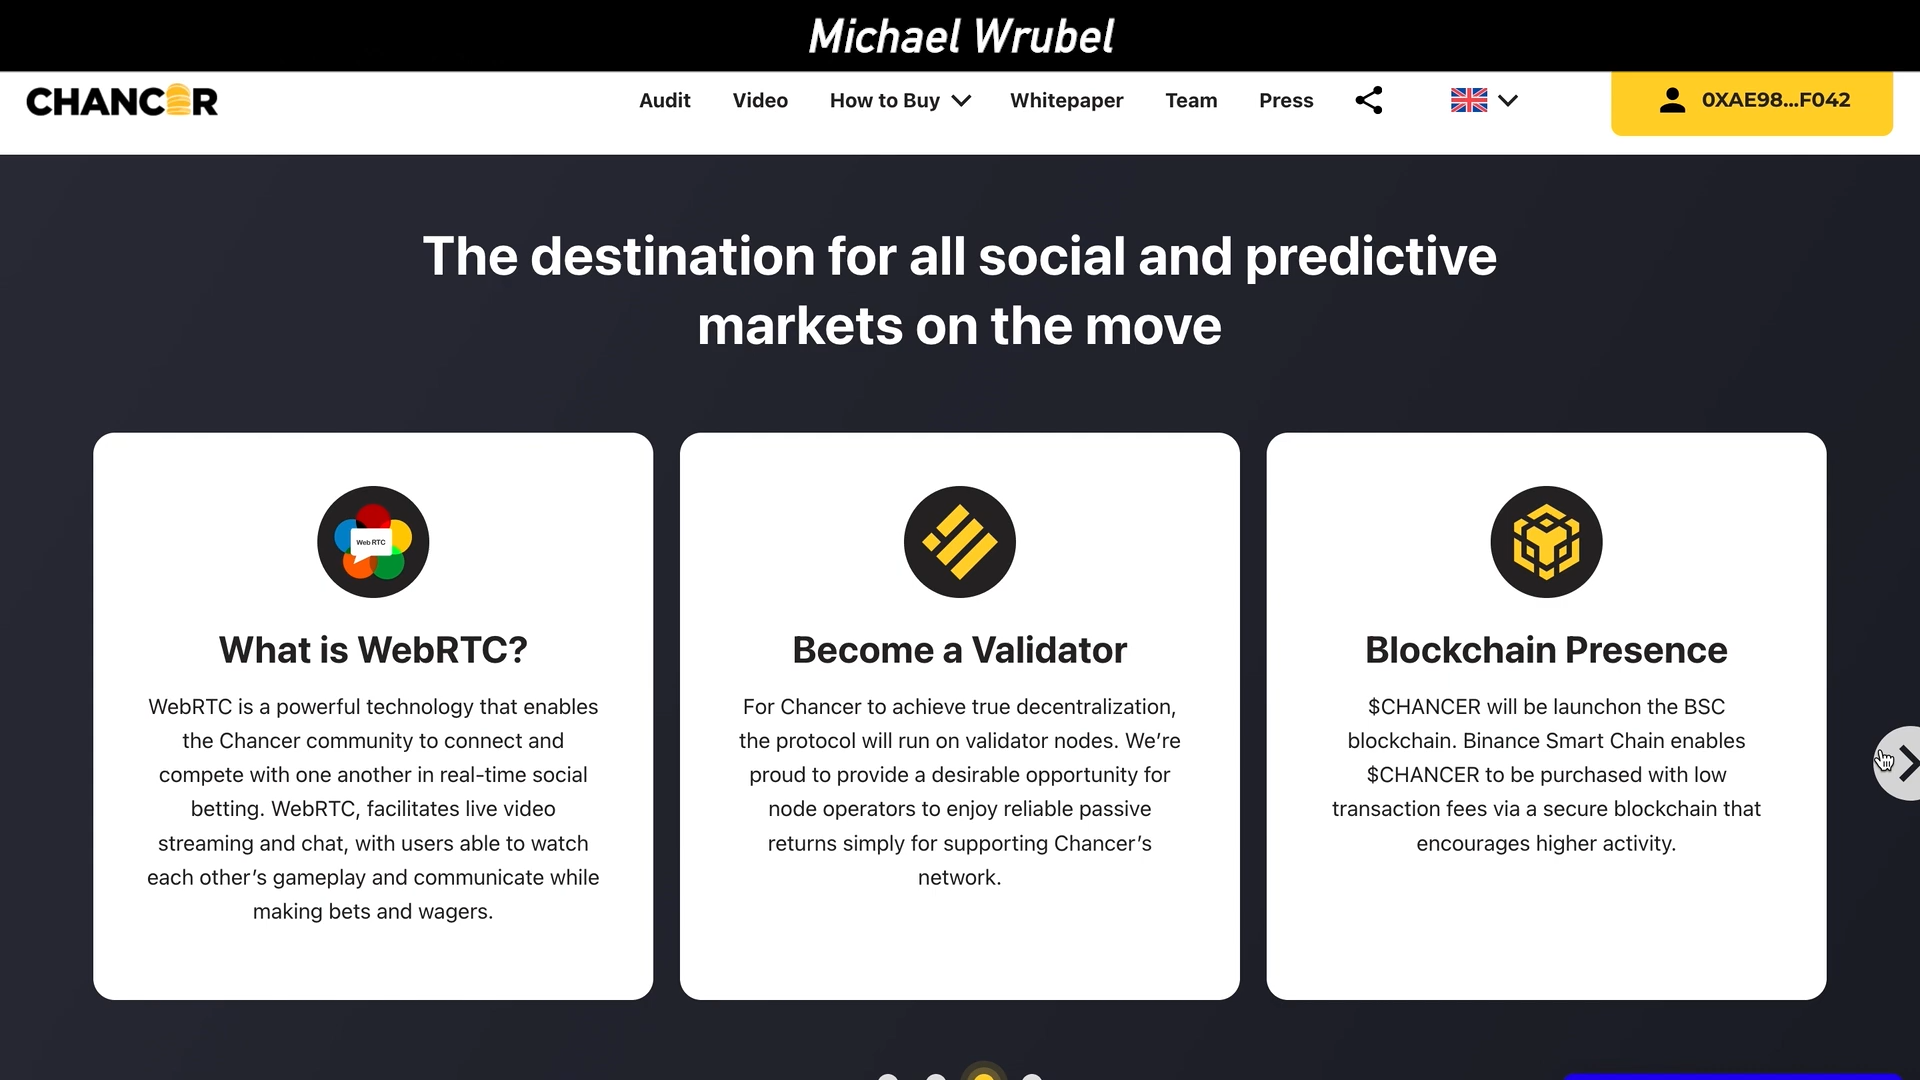 Michael Wrubel
CHANCER
Audit
Video
How to Buy
Whitepaper
Team
Press
0XAE98...F042
The destination for all social and predictive
markets on the move
Web RTC
What is WebRTC?
WebRTC is a powerful technology that enables
the Chancer community to connect and
compete with one another in real-time social
betting. WebRTC, facilitates live video
streaming and chat, with users able to watch
each other’s gameplay and communicate while
making bets and wagers.
Become a Validator
For Chancer to achieve true decentralization,
the protocol will run on validator nodes. We’re
proud to provide a desirable opportunity for
node operators to enjoy reliable passive
returns simply for supporting Chancer’s
network.
Blockchain Presence
$CHANCER will be launchon the BSC
blockchain. Binance Smart Chain enables
$CHANCER to be purchased with low
transaction fees via a secure blockchain that
encourages higher activity.